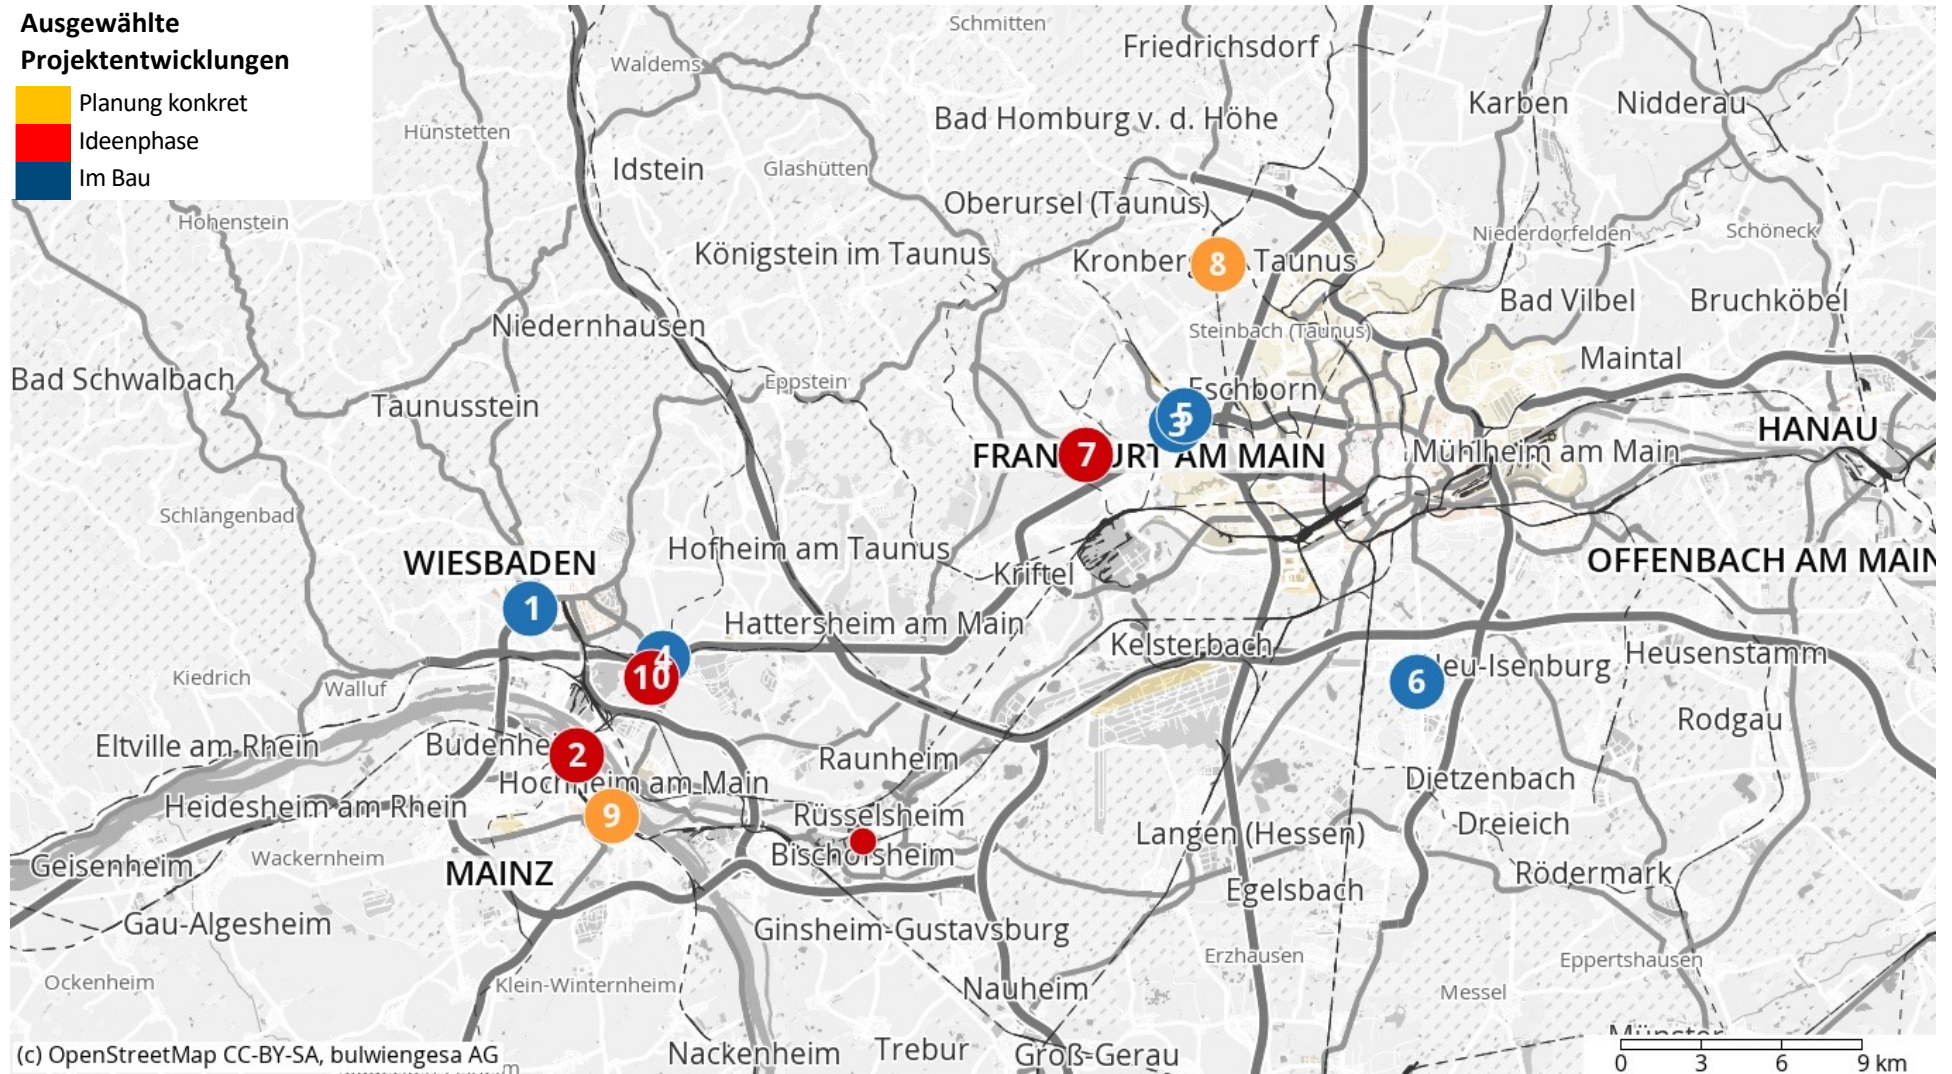 Ausgewählte
Projektentwicklungen
Planung konkret
Ideenphase
Im Bau
Schmitten
Friedrichsdorf
Waldems
Karben
Nidderau
Bad Homburg v. d. Höhe
Hünstetten
Idstein
Glashütten
Oberursel (Taunus)
Hohenstein
Niederdorfelden
Schöneck
Königstein im Taunus
Kronberg
8
Taunus
Bad Vilbel
Bruchköbel
Niedernhausen
Steinbach (Taunus)
Maintal
Bad Schwalbach
Eppstein
Eschborn
Taunusstein
5
3
HANAU
7
FRANKFURT AM MAIN
Mühlheim am Main
Schlangenbad
Hofheim am Taunus
WIESBADEN
OFFENBACH AM MAIN
Kriftel
1
Hattersheim am Main
Kelsterbach
4
Neu-Isenburg
Heusenstamm
10
6
Kiedrich
Walluf
Rodgau
Eltville am Rhein
Budenhe
2
Raunheim
Hochheim am Main
Dietzenbach
Heidesheim am Rhein
9
Rüsselsheim
Dreieich
Langen (Hessen)
Bischofsheim
Wackernheim
Geisenheim
MAINZ
Rödermark
Egelsbach
Gau-Algesheim
Ginsheim-Gustavsburg
Erzhausen
Eppertshausen
Ockenheim
Klein-Winternheim
Nauheim
Messel
Münster
Nackenheim
Trebur
Groß-Gerau
(c) OpenStreetMap CC-BY-SA, bulwiengesa AG
0 3 6 9 km